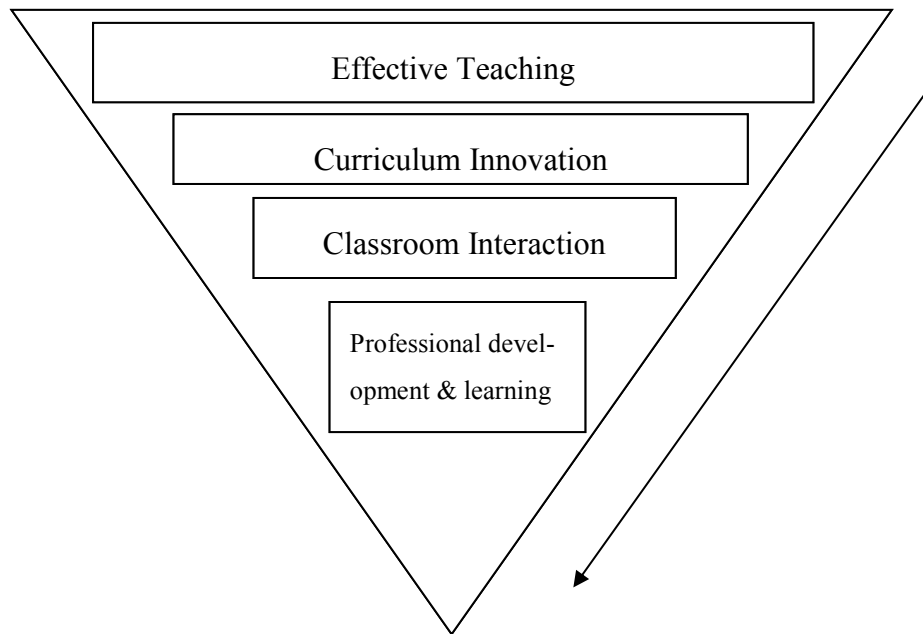 Effective Teaching
Curriculum Innovation
Classroom Interaction
Professional devel-
opment & learning